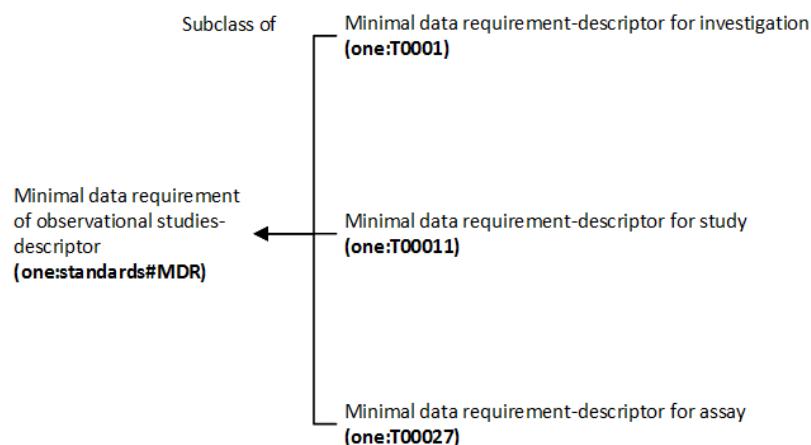 Subclass of
Minimal data requirement-descriptor for investigation
(one:T0001)
Minimal data requirement
of observational studies-
descriptor
(one:standards#MDR)
Minimal data requirement-descriptor for study
(one:T00011)
Minimal data requirement-descriptor for assay
(one:T00027)